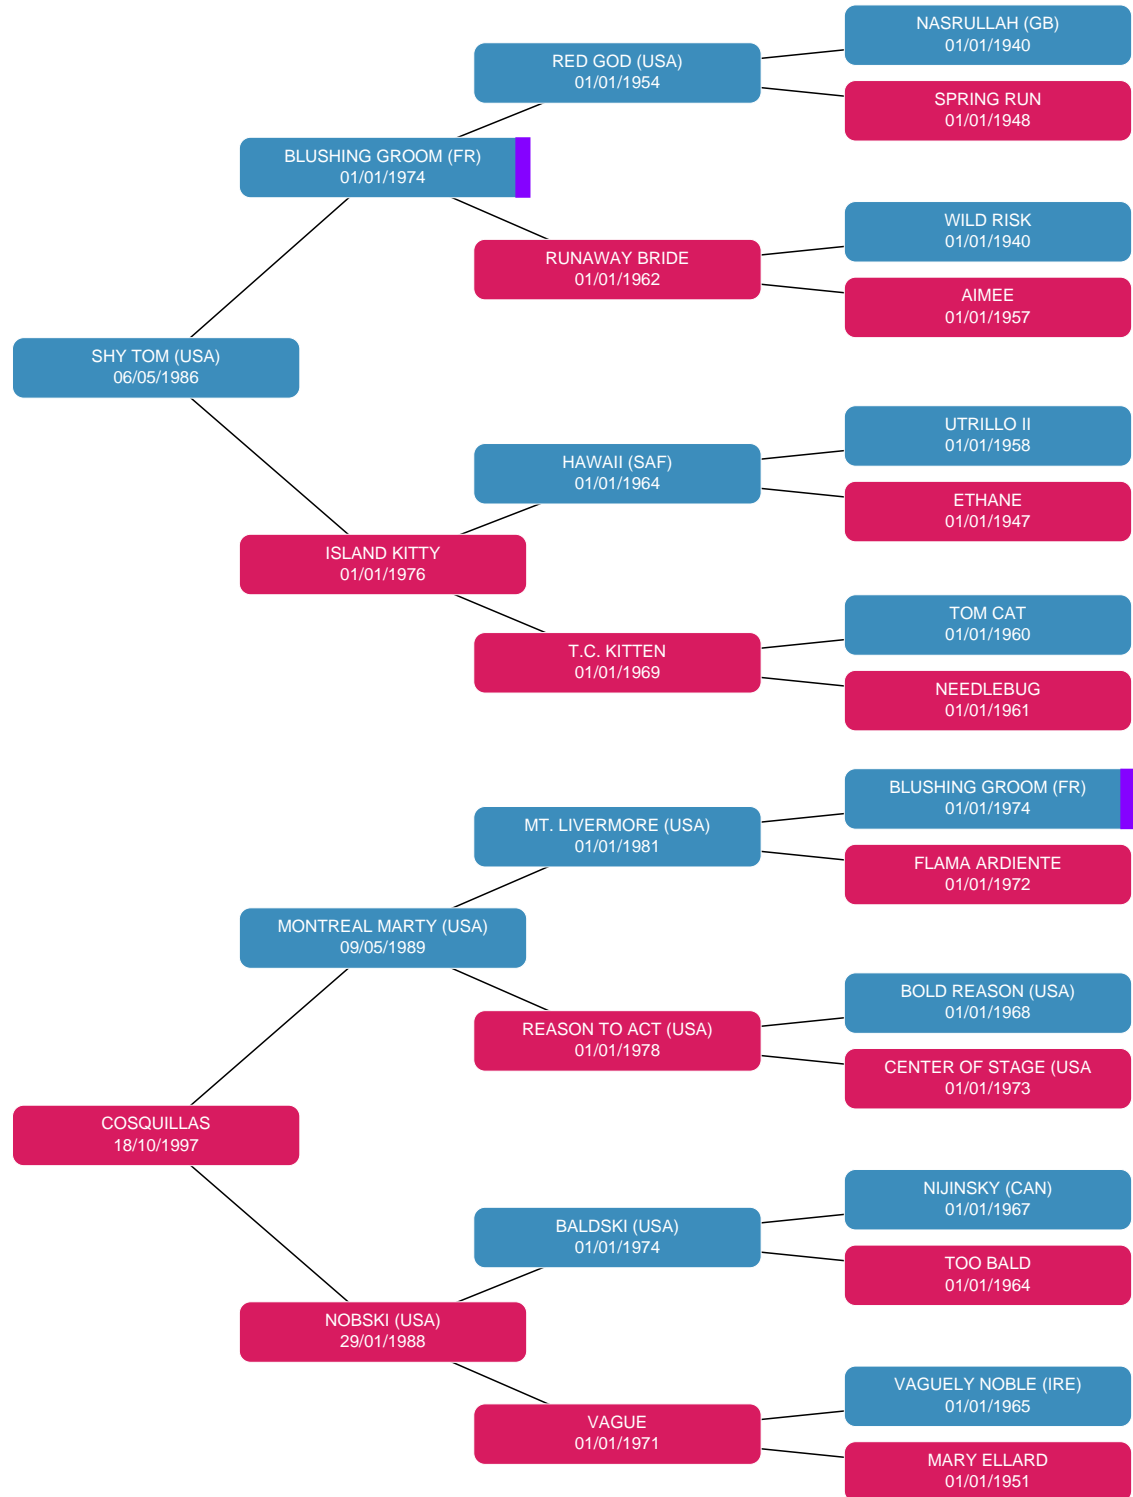 NASRULLAH (GB)
01/01/1940
RED GOD (USA)
01/01/1954
SPRING RUN
01/01/1948
BLUSHING GROOM (FR)
01/01/1974
WILD RISK
01/01/1940
RUNAWAY BRIDE
01/01/1962
AIMEE
01/01/1957
SHY TOM (USA)
06/05/1986
UTRILLO II
01/01/1958
HAWAII (SAF)
01/01/1964
ETHANE
01/01/1947
ISLAND KITTY
01/01/1976
TOM CAT
01/01/1960
T.C. KITTEN
01/01/1969
NEEDLEBUG
01/01/1961
BLUSHING GROOM (FR)
01/01/1974
MT. LIVERMORE (USA)
01/01/1981
FLAMA ARDIENTE
01/01/1972
MONTREAL MARTY (USA)
09/05/1989
BOLD REASON (USA)
01/01/1968
REASON TO ACT (USA)
01/01/1978
CENTER OF STAGE (USA
01/01/1973
COSQUILLAS
18/10/1997
NIJINSKY (CAN)
01/01/1967
BALDSKI (USA)
01/01/1974
TOO BALD
01/01/1964
NOBSKI (USA)
29/01/1988
VAGUELY NOBLE (IRE)
01/01/1965
VAGUE
01/01/1971
MARY ELLARD
01/01/1951